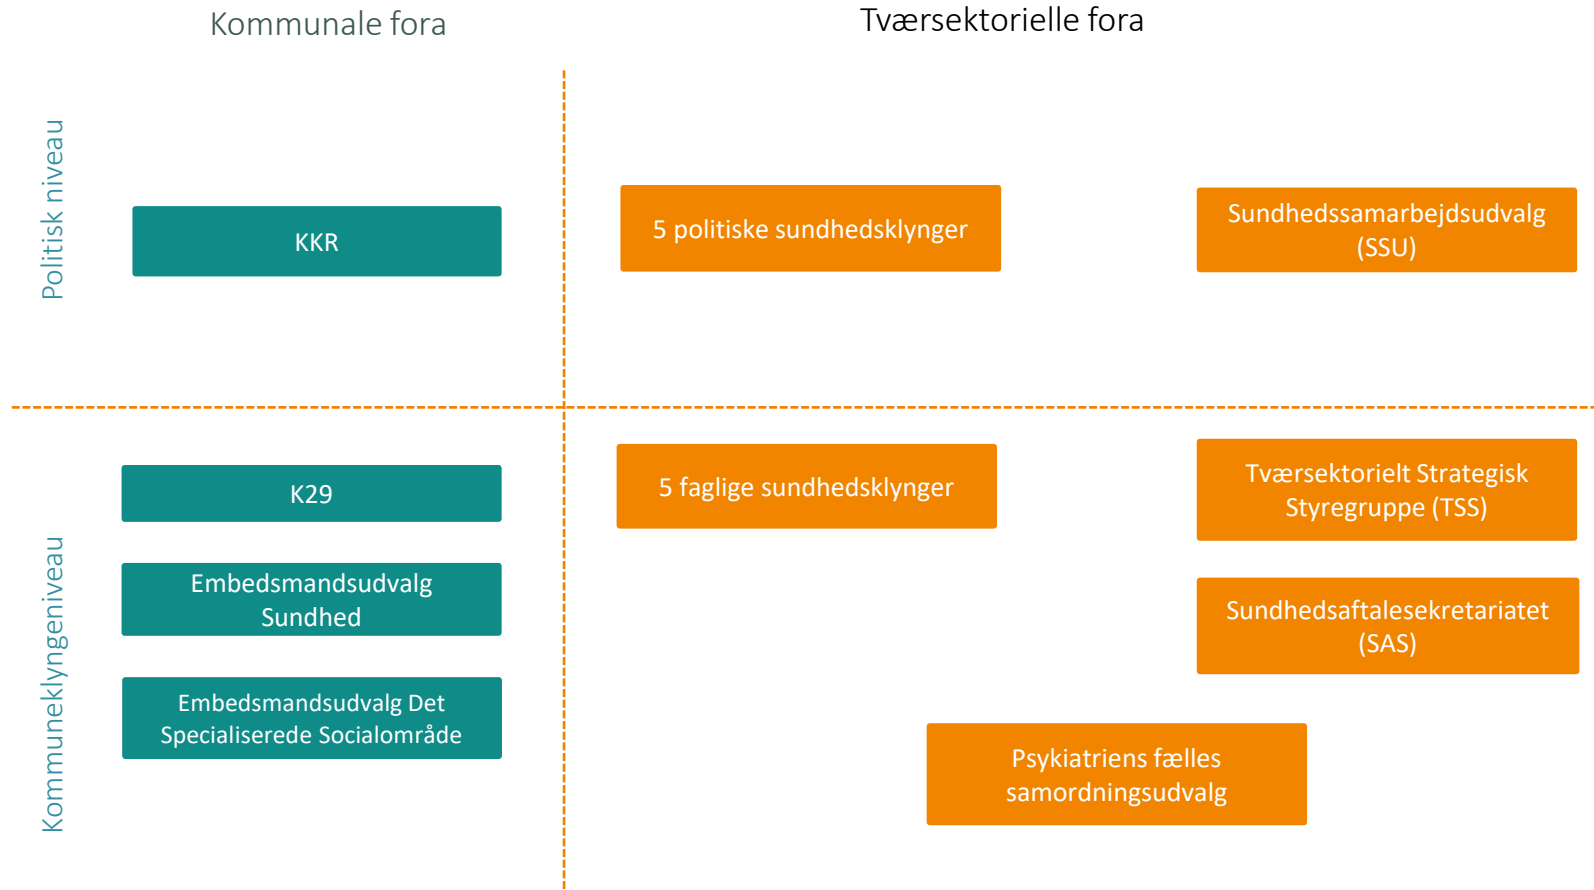 Kommunale fora
Tværsektorielle fora
Politisk niveau
KKR
5 politiske sundhedsklynger
Sundhedssamarbejdsudvalg
(SSU)
Kommuneklyngeniveau
K29
Embedsmandsudvalg
Sundhed
Embedsmandsudvalg Det
Specialiserede Socialområde
5 faglige sundhedsklynger
Tværsektorielt Strategisk
Styregruppe (TSS)
Sundhedsaftalesekretariatet
(SAS)
Psykiatriens fælles
samordningsudvalg